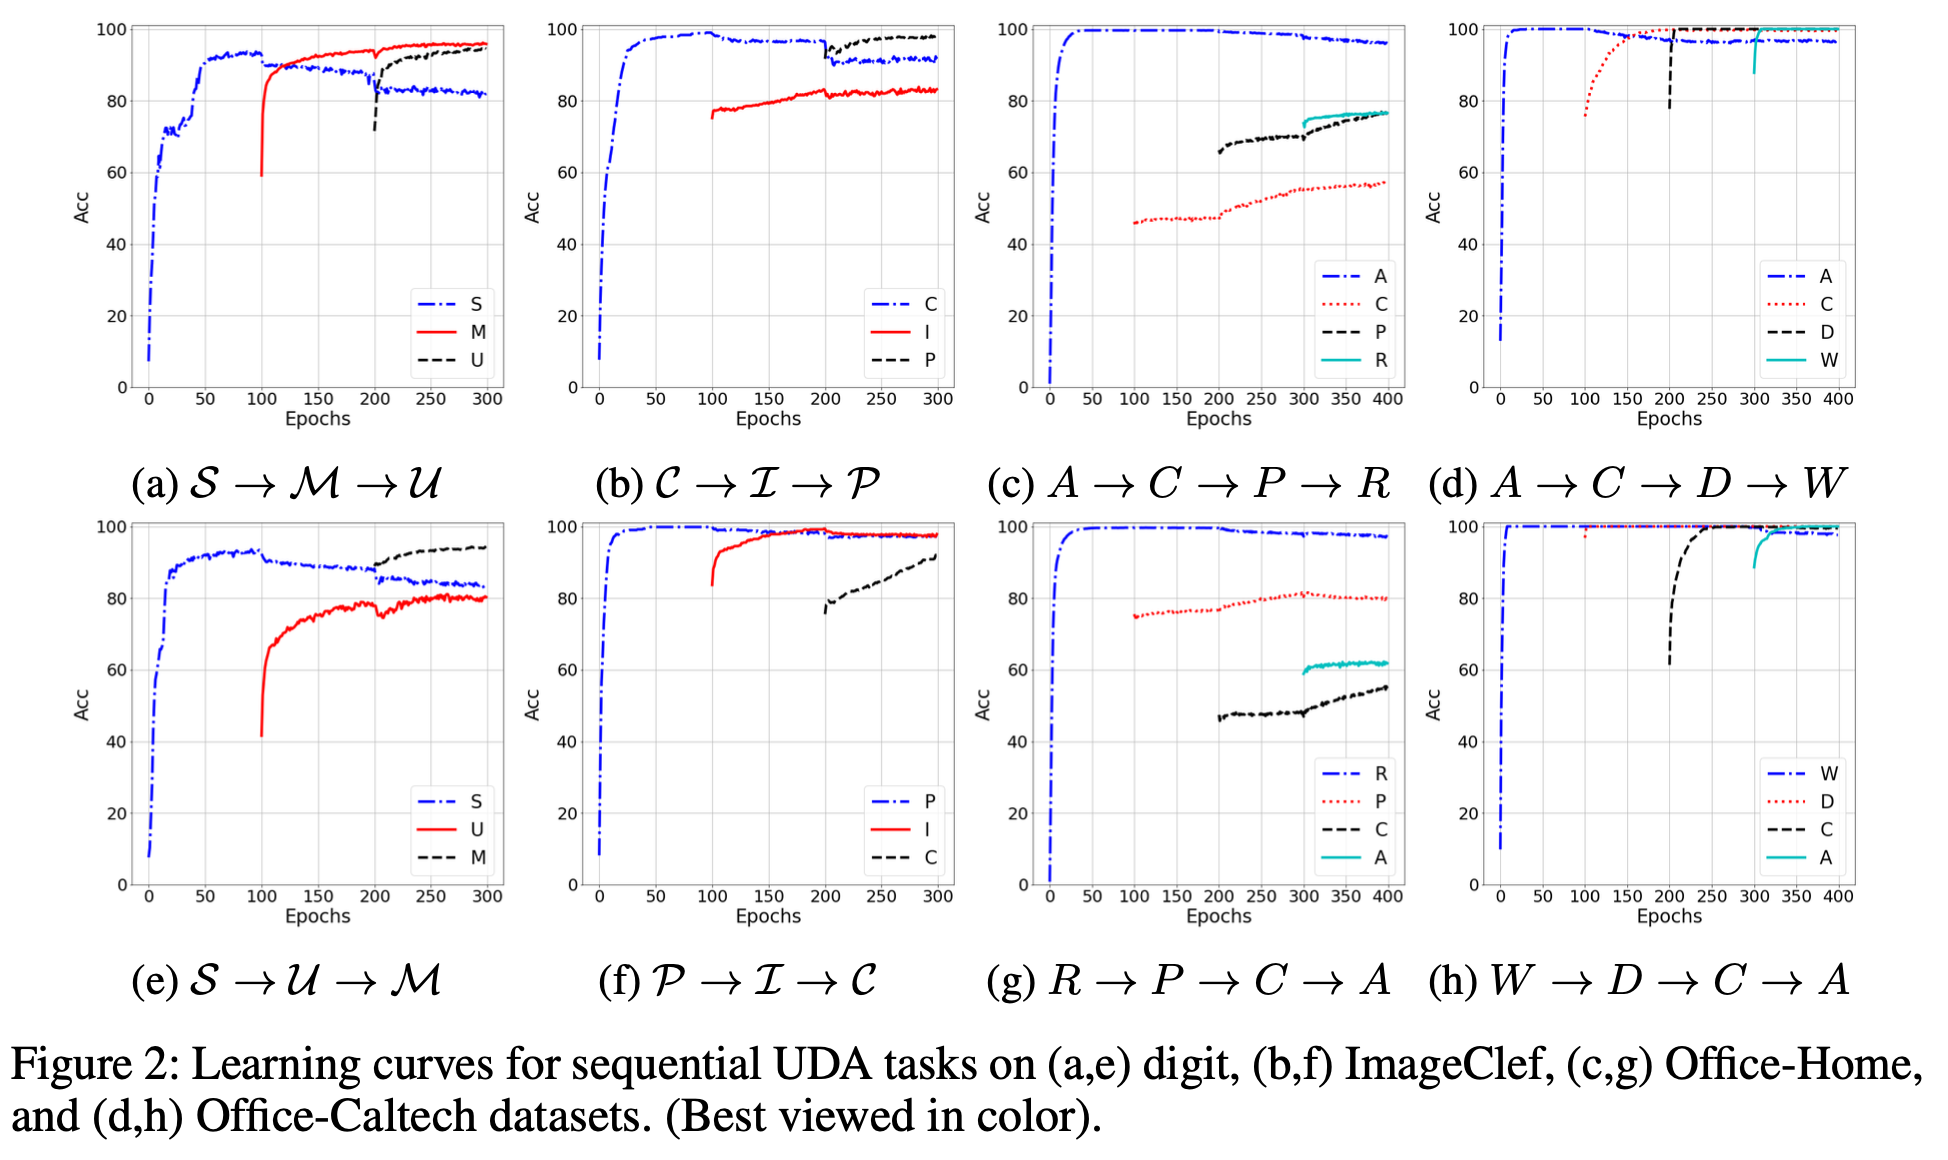 100
80
60
40
20
0
Acc
0 50 100 150 200 250 300
Epochs
S
M
U
100
80
60
40
20
0
Acc
0 50 100 150 200 250 300
Epochs
C
I
P
100
80
60
40
20
0
Acc
0 50 100 150 200 250 300 350 400
Epochs
A
C
P
R
100
80
60
40
20
0
Acc
0 50 100 150 200 250 300 350 400
Epochs
A
C
D
W
(a) 𝒮 → ℳ → 𝒰
(b) 𝒞 → ℐ → 𝒫
(c) A → C → P → R
(d) A → C → D → W
100
80
60
40
20
0
Acc
0 50 100 150 200 250 300
Epochs
S
U
M
100
80
60
40
20
0
Acc
0 50 100 150 200 250 300
Epochs
P
I
C
100
80
60
40
20
0
Acc
0 50 100 150 200 250 300 350 400
Epochs
R
P
C
A
100
80
60
40
20
0
Acc
0 50 100 150 200 250 300 350 400
Epochs
W
D
C
A
(e) 𝒮 → 𝒰 → ℳ
(f) 𝒫 → ℐ → 𝒞
(g) R → P → C → A
(h) W → D → C → A
Figure 2: Learning curves for sequential UDA tasks on (a,e) digit, (b,f) ImageClef, (c,g) Office-Home,
and (d,h) Office-Caltech datasets. (Best viewed in color).